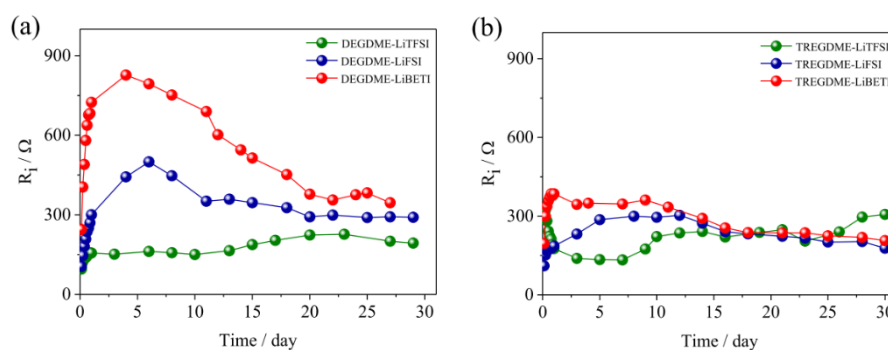 (a)
900
600
300
0
R_i / Ω
DEGDME-LiTFSI
DEGDME-LiFSI
DEGDME-LiBETI
0 5 10 15 20 25 30
Time / day
(b)
900
600
300
0
R_i / Ω
TREGDME-LiTFSI
TREGDME-LiFSI
TREGDME-LiBETI
0 5 10 15 20 25 30
Time / day